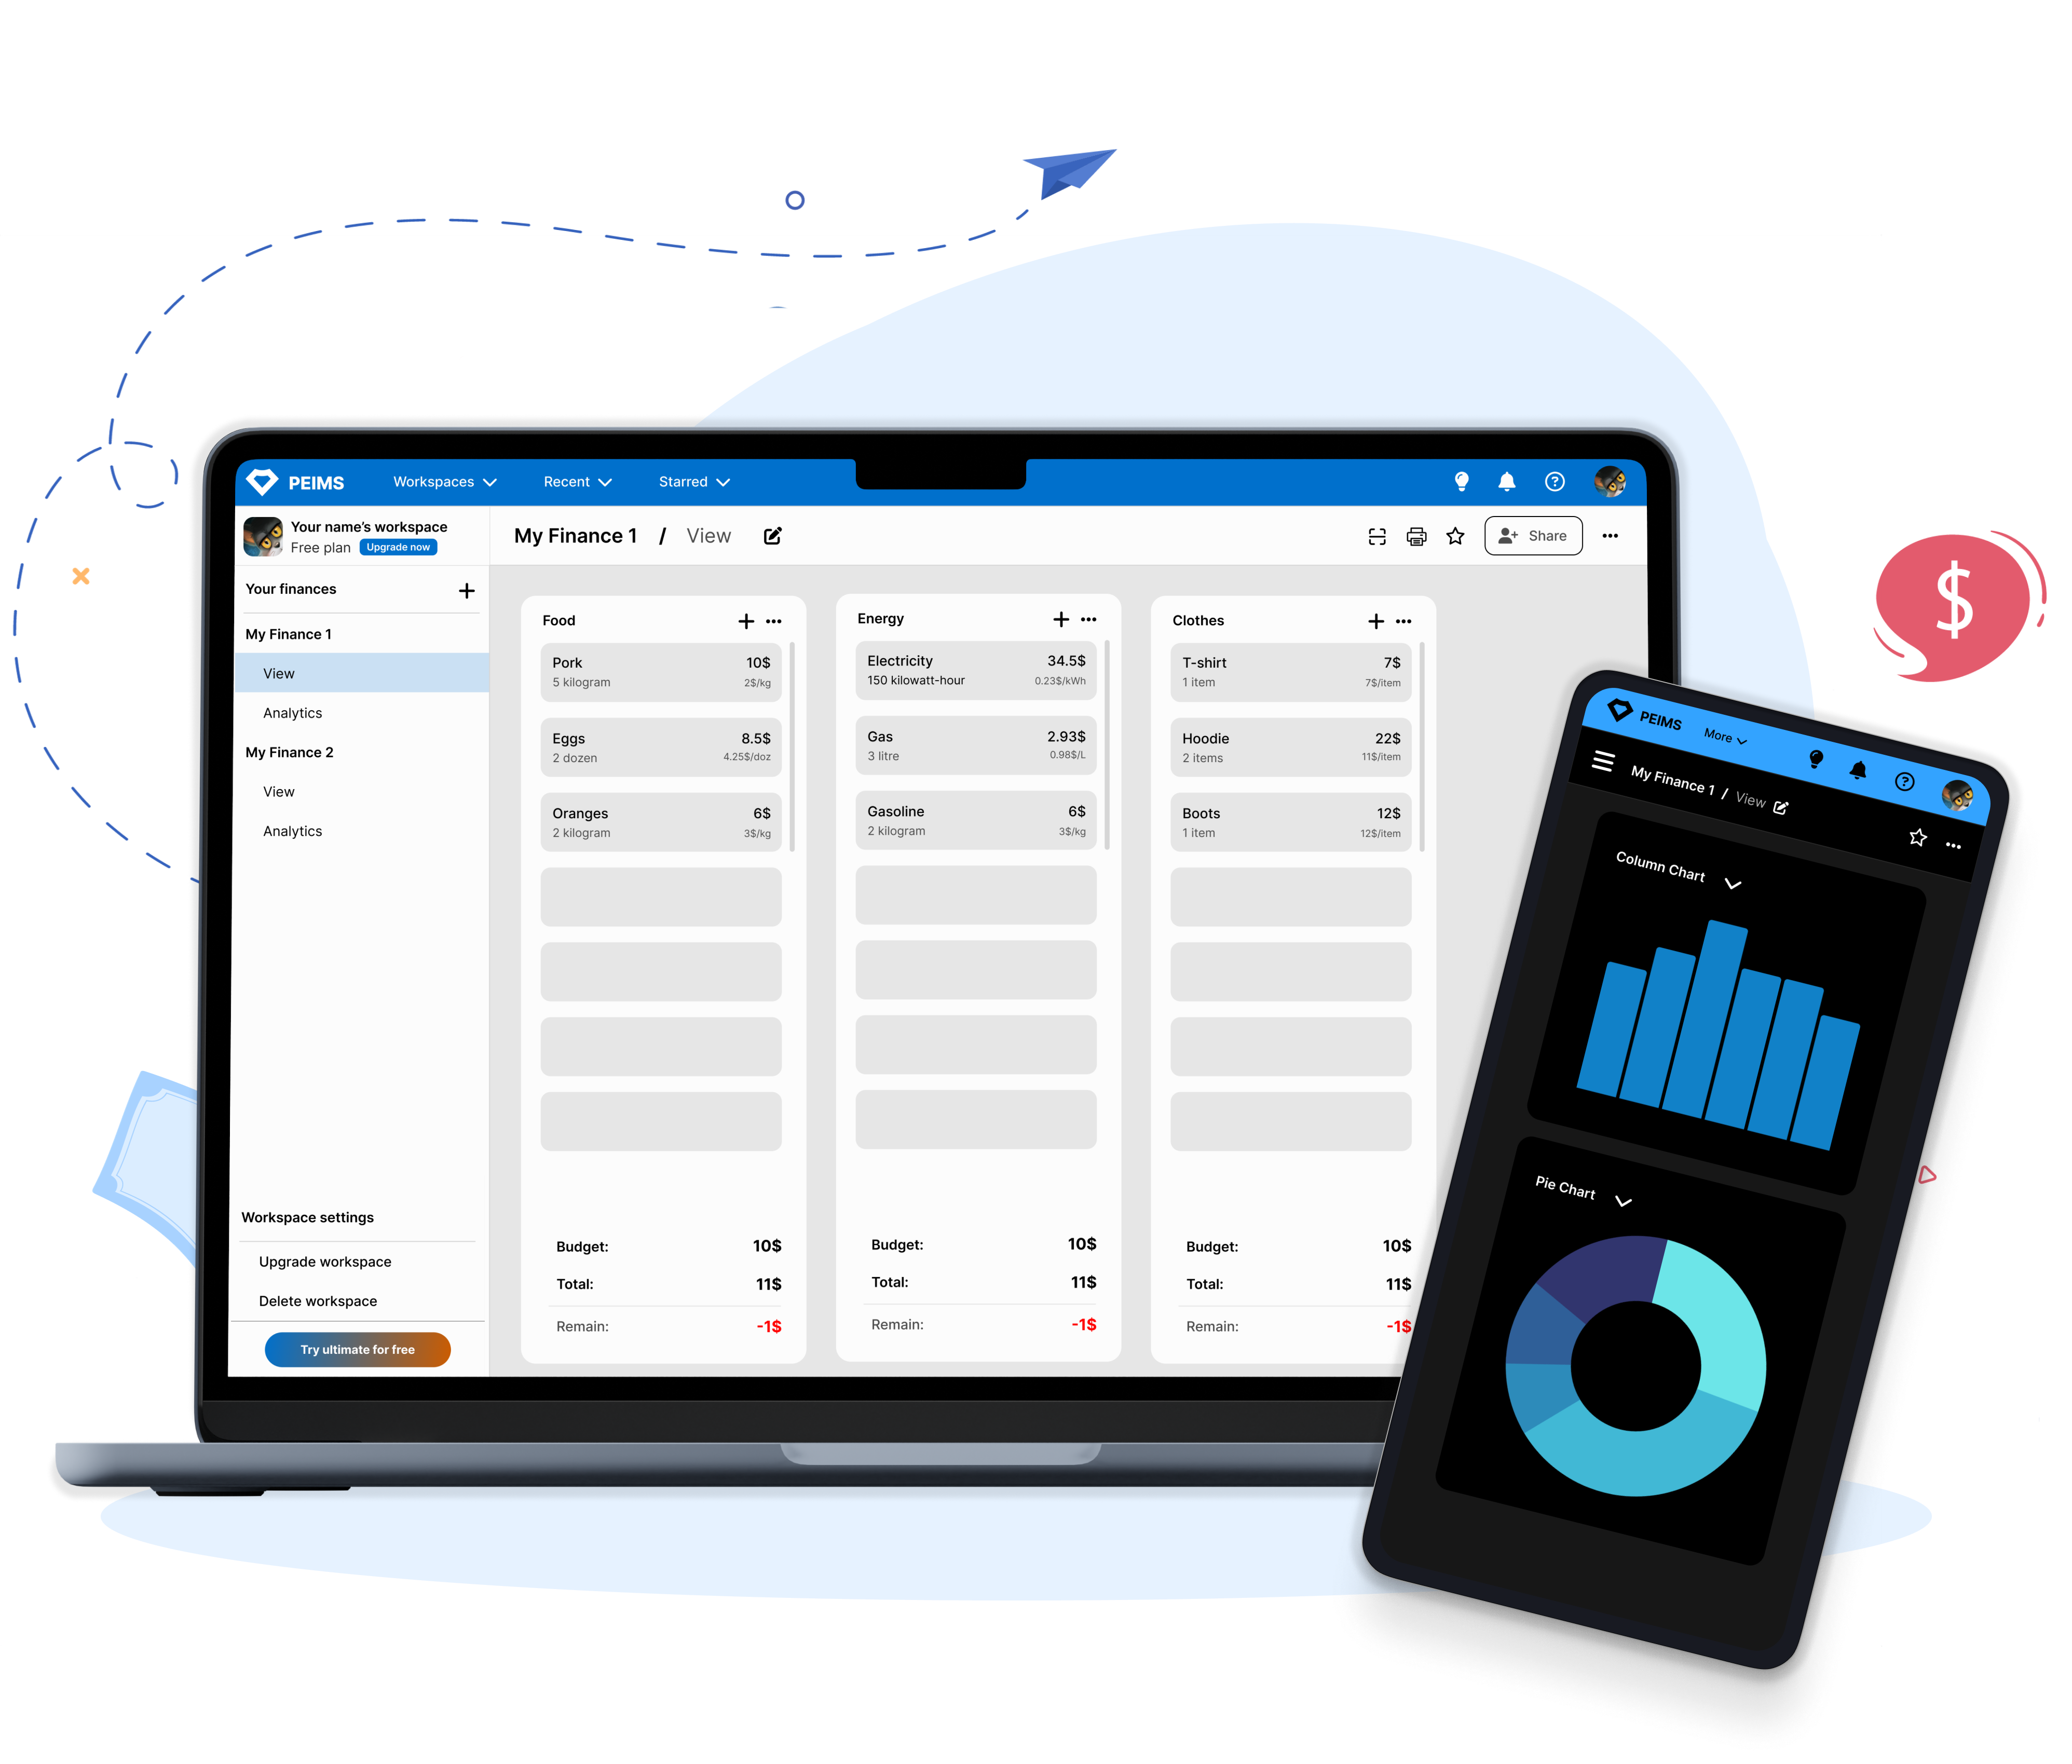 PEIMS Workspaces Recent Starred
Your name's workspace
Free plan Upgrade now
My Finance 1 / View
Share
Your finances
My Finance 1
View
Analytics
My Finance 2
View
Analytics
Workspace settings
Upgrade workspace
Delete workspace
Try ultimate for free
Food
Pork 10$
5 kilogram 2$/kg
Eggs 8.5$
2 dozen 4.25$/doz
Oranges 6$
2 kilogram 3$/kg
Budget: 10$
Total: 11$
Remain: -1$
Energy
Electricity 34.5$
150 kilowatt-hour 0.23$/kWh
Gas 2.93$
3 litre 0.98$/L
Gasoline 6$
2 kilogram 3$/kg
Budget: 10$
Total: 11$
Remain: -1$
Clothes
T-shirt 7$
1 item 7$/item
Hoodie 22$
2 items 11$/item
Boots 12$
1 item 12$/item
Budget: 10$
Total: 11$
Remain: -1$
$
PEIMS More
My Finance 1 / View
Column Chart
Pie Chart